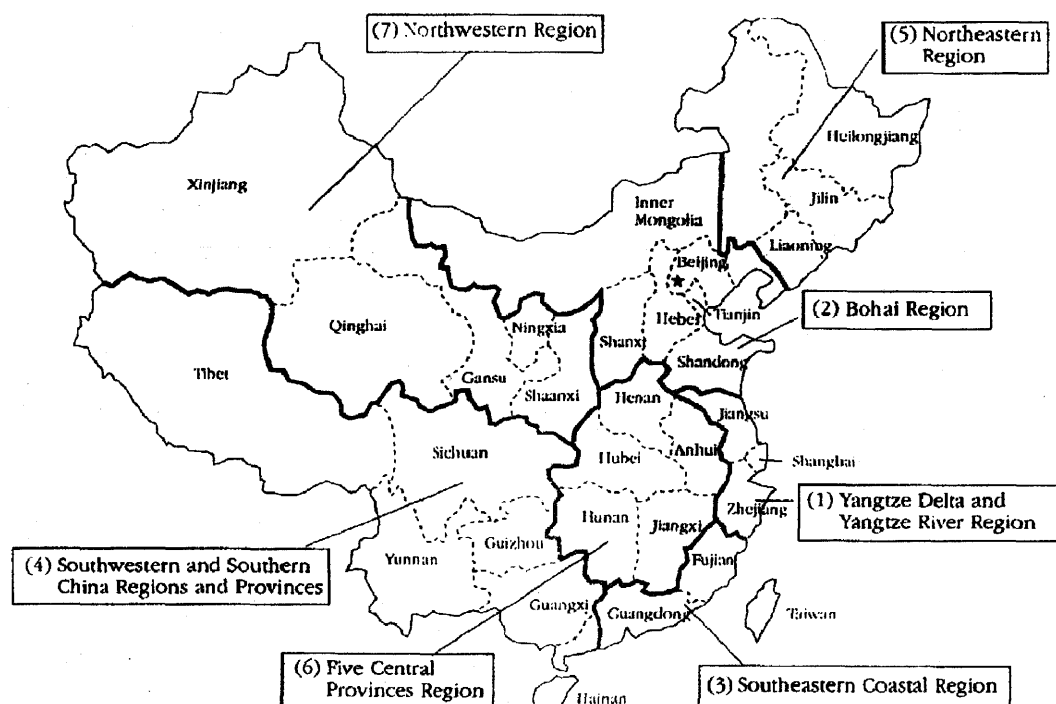 (7) Northwestern Region
(5) Northeastern
Region
Heilongjiang
Xinjiang
Jilin
Inner
Mongolia
Liaoning
Beijing
Qinghai
Ningxia
Hebei
Tianjin
(2) Bohai Region
Shanxi
Shandong
Tibet
Gansu
Shaanxi
Henan
Jiangsu
Sichuan
Hubei
Anhui
Shanghai
(1) Yangtze Delta and
Yangtze River Region
Zhejiang
Hunan
Jiangxi
Guizhou
Yunnan
Fujian
(4) Southwestern and Southern
China Regions and Provinces
Guangxi
Guangdong
Taiwan
(6) Five Central
Provinces Region
(3) Southeastern Coastal Region
Hainan